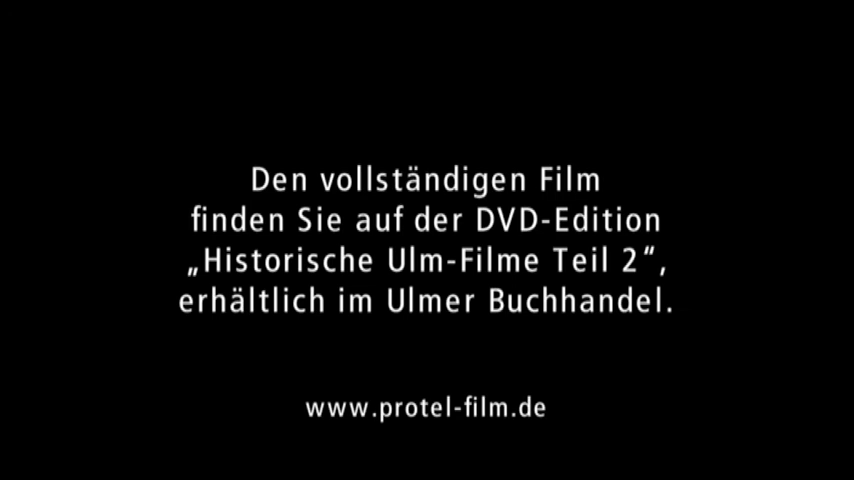 Den vollständigen Film
finden Sie auf der DVD-Edition
„Historische Ulm-Filme Teil 2“,
erhältlich im Ulmer Buchhandel.
www.protel-film.de